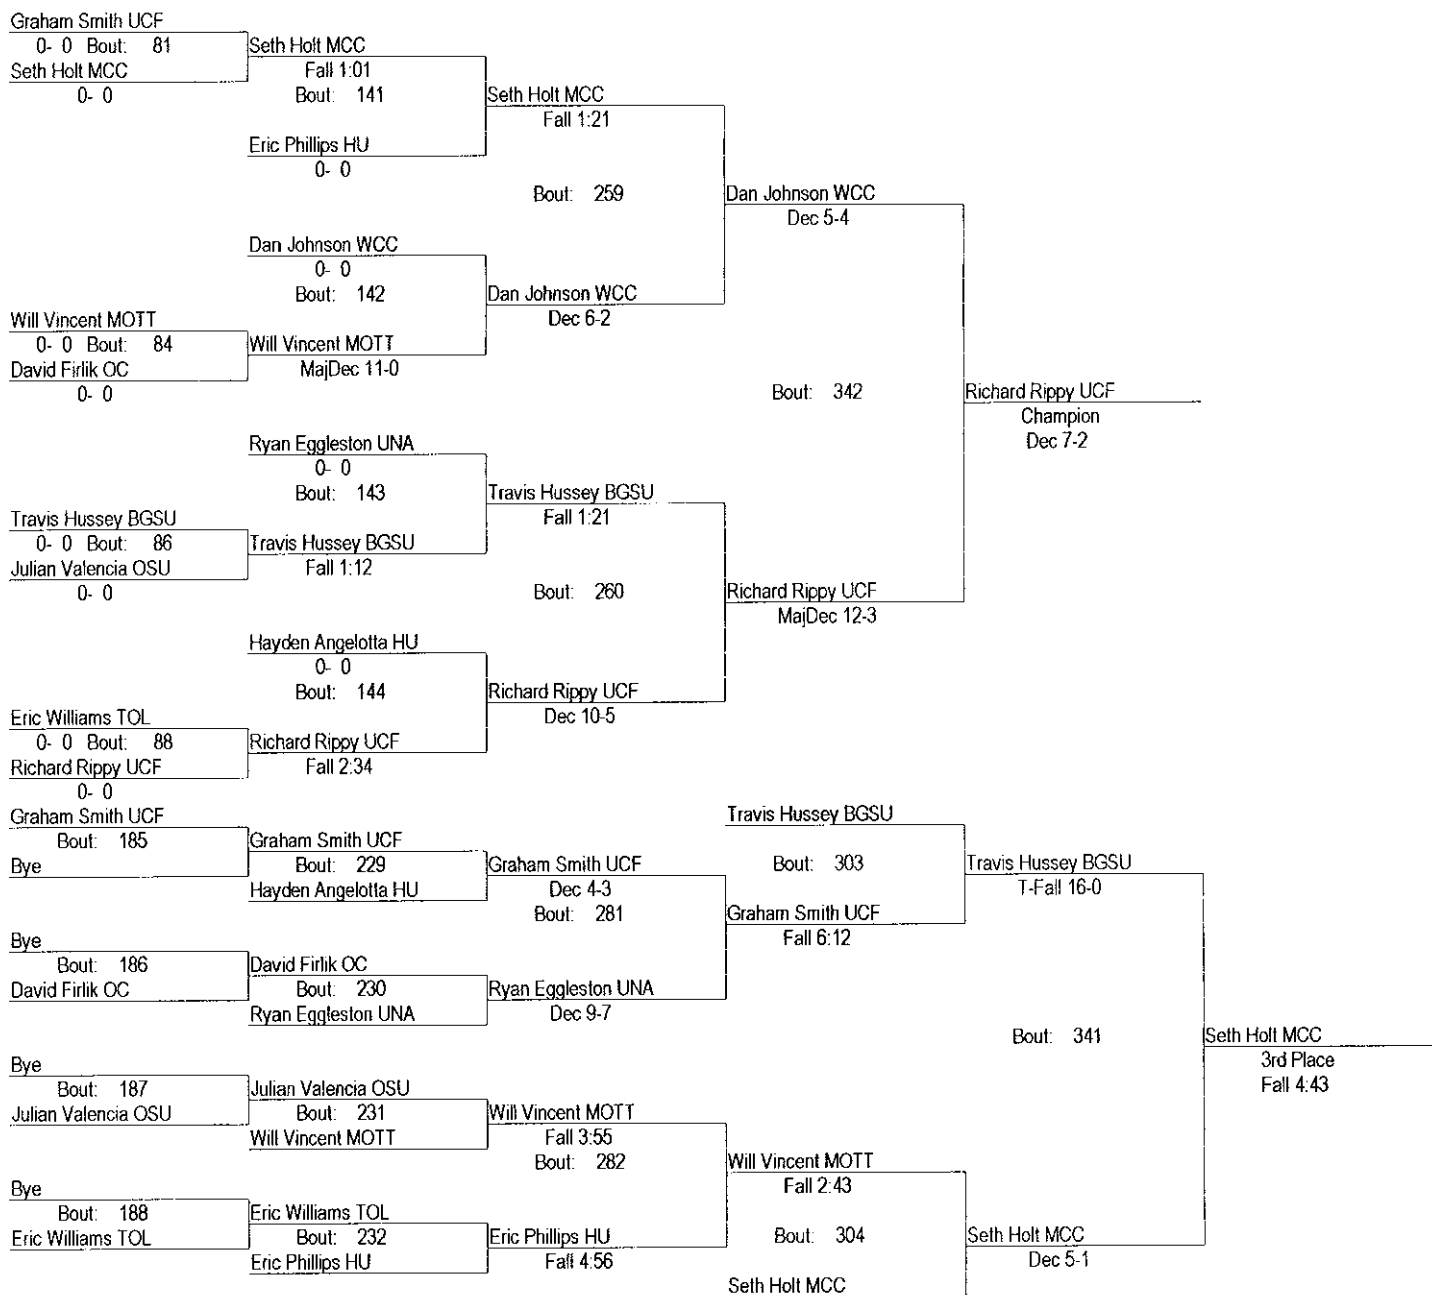 Graham Smith UCF
0- 0 Bout: 81
Seth Holt MCC
0- 0
Seth Holt MCC
Fall 1:01
Bout: 141
Eric Phillips HU
0- 0
Seth Holt MCC
Fall 1:21
Bout: 259
Dan Johnson WCC
0- 0
Bout: 142
Will Vincent MOTT
0- 0 Bout: 84
David Firlik OC
0- 0
Will Vincent MOTT
MajDec 11-0
Dan Johnson WCC
Dec 6-2
Dan Johnson WCC
Dec 5-4
Bout: 342
Richard Rippy UCF
Champion
Dec 7-2
Ryan Eggleston UNA
0- 0
Bout: 143
Travis Hussey BGSU
0- 0 Bout: 86
Julian Valencia OSU
0- 0
Travis Hussey BGSU
Fall 1:12
Travis Hussey BGSU
Fall 1:21
Bout: 260
Richard Rippy UCF
MajDec 12-3
Hayden Angelotta HU
0- 0
Bout: 144
Eric Williams TOL
0- 0 Bout: 88
Richard Rippy UCF
0- 0
Richard Rippy UCF
Fall 2:34
Richard Rippy UCF
Dec 10-5
Graham Smith UCF
Bout: 185
Bye
Graham Smith UCF
Bout: 229
Hayden Angelotta HU
Graham Smith UCF
Dec 4-3
Bout: 281
Bye
Bout: 186
David Firlik OC
David Firlik OC
Bout: 230
Ryan Eggleston UNA
Ryan Eggleston UNA
Dec 9-7
Travis Hussey BGSU
Bout: 303
Graham Smith UCF
Fall 6:12
Travis Hussey BGSU
T-Fall 16-0
Bout: 341
Seth Holt MCC
3rd Place
Fall 4:43
Bye
Bout: 187
Julian Valencia OSU
Julian Valencia OSU
Bout: 231
Will Vincent MOTT
Will Vincent MOTT
Fall 3:55
Bout: 282
Bye
Bout: 188
Eric Williams TOL
Eric Williams TOL
Bout: 232
Eric Phillips HU
Eric Phillips HU
Fall 4:56
Will Vincent MOTT
Fall 2:43
Bout: 304
Seth Holt MCC
Seth Holt MCC
Dec 5-1